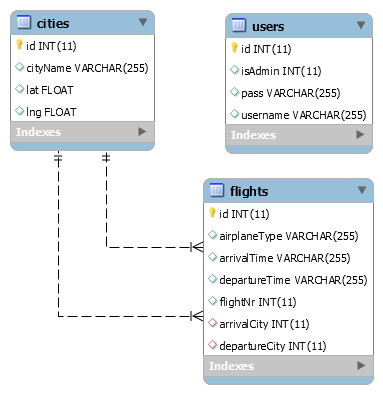 cities
id INT(11)
cityName VARCHAR(255)
lat FLOAT
lng FLOAT
Indexes
users
id INT(11)
isAdmin INT(11)
pass VARCHAR(255)
username VARCHAR(255)
Indexes
flights
id INT(11)
airplaneType VARCHAR(255)
arrivalTime VARCHAR(255)
departureTime VARCHAR(255)
flightNr INT(11)
arrivalCity INT(11)
departureCity INT(11)
Indexes